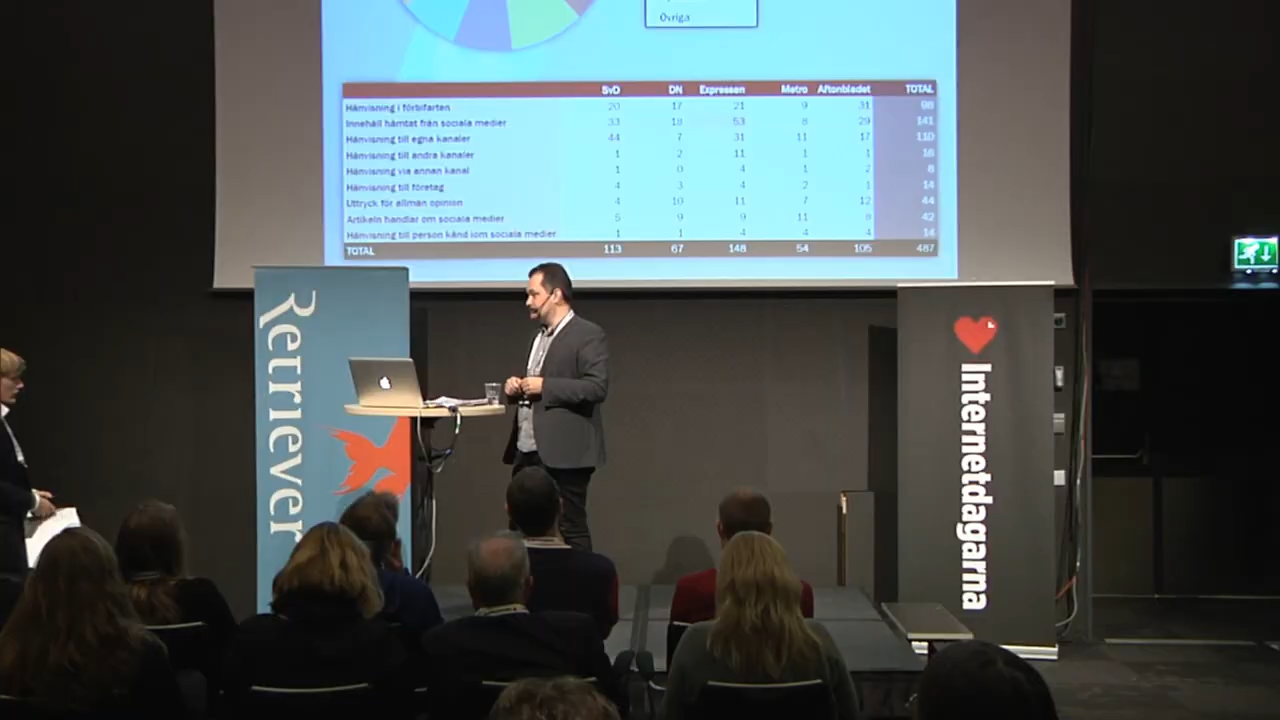 Övriga
SvD DN Expressen Metro Aftonbladet TOTAL
Hänvisning i förbifarten 20 17 21 9 31 98
Innehåll hämtat från sociala medier 33 18 53 8 29 141
Hänvisning till egna kanaler 44 7 31 11 17 110
Hänvisning till andra kanaler 1 2 11 1 1 16
Hänvisning via annan kanal 1 0 4 1 2 8
Hänvisning till företag 4 3 4 2 1 14
Uttryck för allmän opinion 4 10 11 7 12 44
Artikeln handlar om sociala medier 5 9 9 11 8 42
Hänvisning till person känd iom sociala medier 1 1 4 4 4 14
TOTAL 113 67 148 54 105 487
Retriever
Internetdagarna